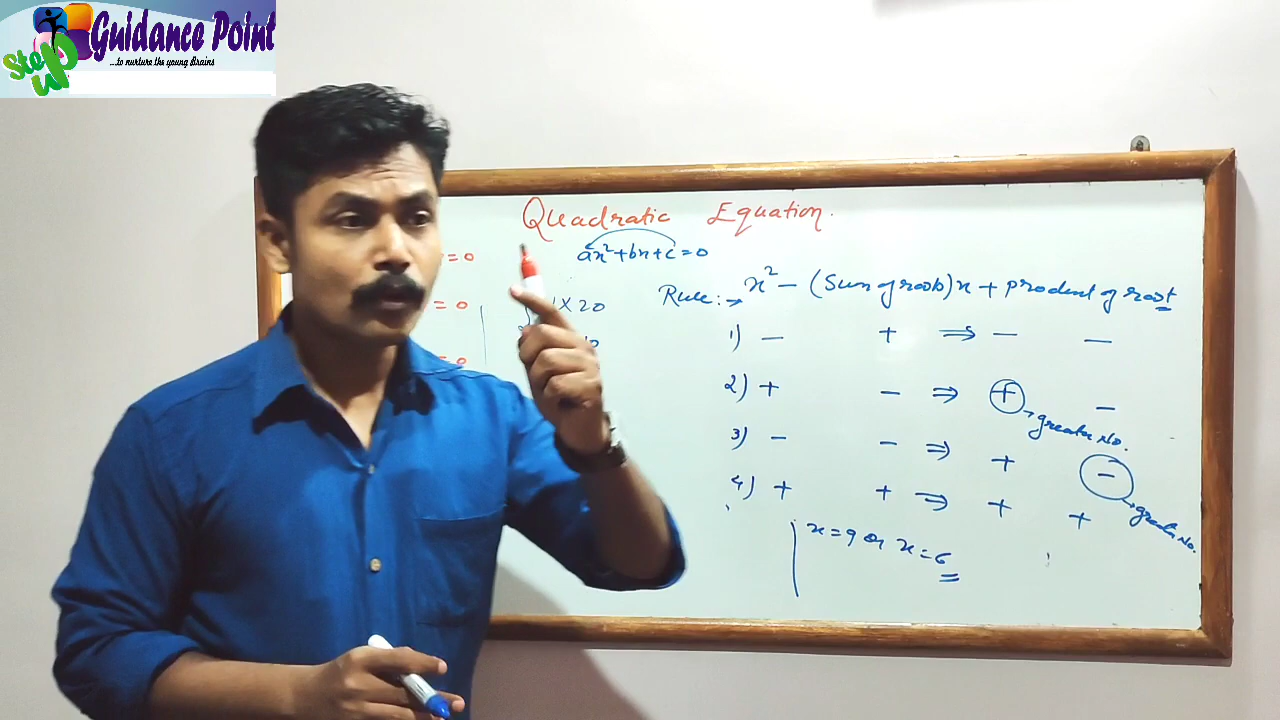 Step Up Guidance Point
...to nurture the young Brains
Quadratic Equation.
ax²+bx+c=0
=0
=0
=0
1×20
Rule:→ x² − (Sum of roots)x + product of roots
1) − + ⇒ − −
2) + − ⇒ + −
greater No.
3) − − ⇒ + −
greater No.
4) + + ⇒ + +
x=9 or x=6